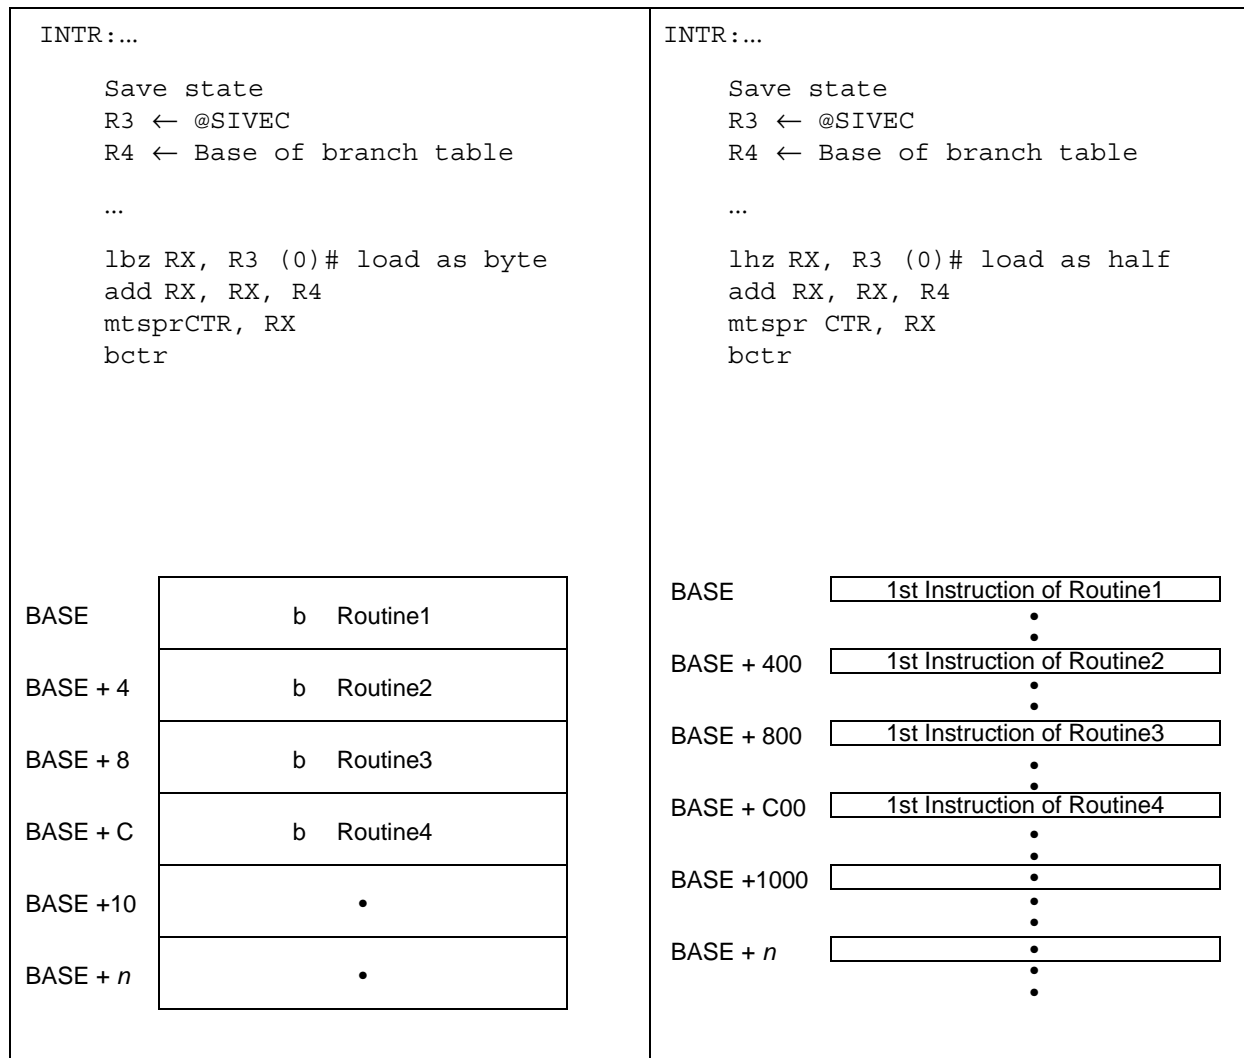 INTR:…
Save state
R3 ← @SIVEC
R4 ← Base of branch table
…
lbz RX, R3 (0)# load as byte
add RX, RX, R4
mtsprCTR, RX
bctr
BASE b Routine1
BASE + 4 b Routine2
BASE + 8 b Routine3
BASE + C b Routine4
BASE +10 •
BASE + n •
INTR:…
Save state
R3 ← @SIVEC
R4 ← Base of branch table
…
lhz RX, R3 (0)# load as half
add RX, RX, R4
mtspr CTR, RX
bctr
BASE 1st Instruction of Routine1
BASE + 400 1st Instruction of Routine2
BASE + 800 1st Instruction of Routine3
BASE + C00 1st Instruction of Routine4
BASE +1000
BASE + n